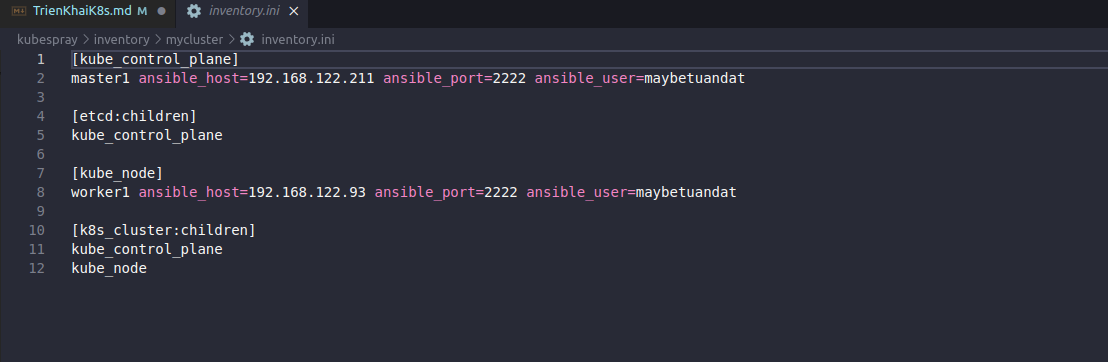 TrienKhaiK8s.md M inventory.ini
kubespray > inventory > mycluster > inventory.ini
1 [kube_control_plane]
2 master1 ansible_host=192.168.122.211 ansible_port=2222 ansible_user=maybetuandat
3
4 [etcd:children]
5 kube_control_plane
6
7 [kube_node]
8 worker1 ansible_host=192.168.122.93 ansible_port=2222 ansible_user=maybetuandat
9
10 [k8s_cluster:children]
11 kube_control_plane
12 kube_node